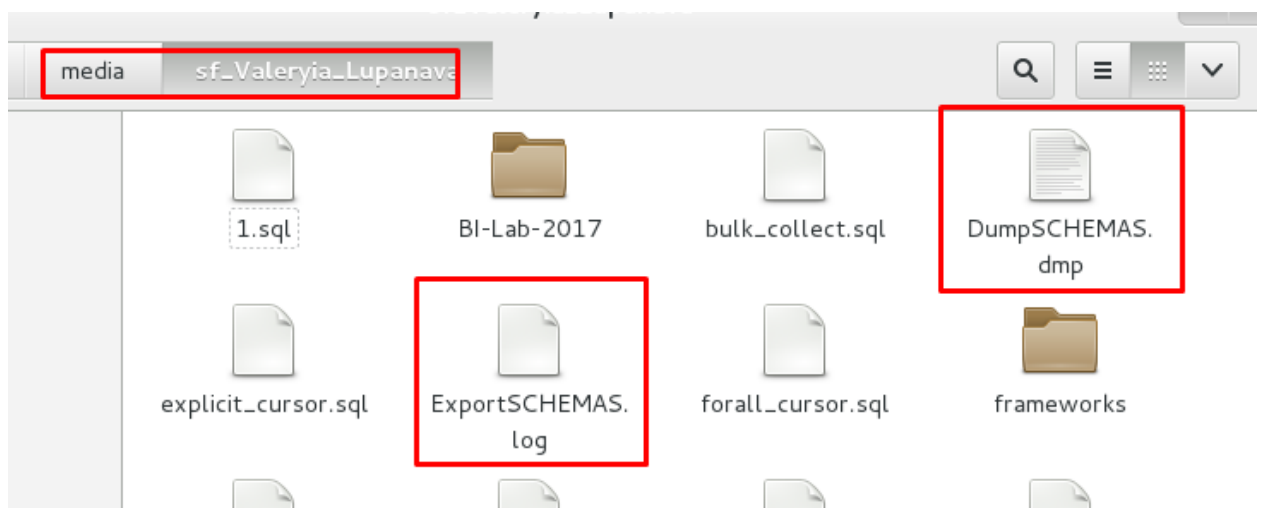 media sf_Valeryia_Lupanava
1.sql BI-Lab-2017 bulk_collect.sql DumpSCHEMAS.
dmp
explicit_cursor.sql ExportSCHEMAS. forall_cursor.sql frameworks
log